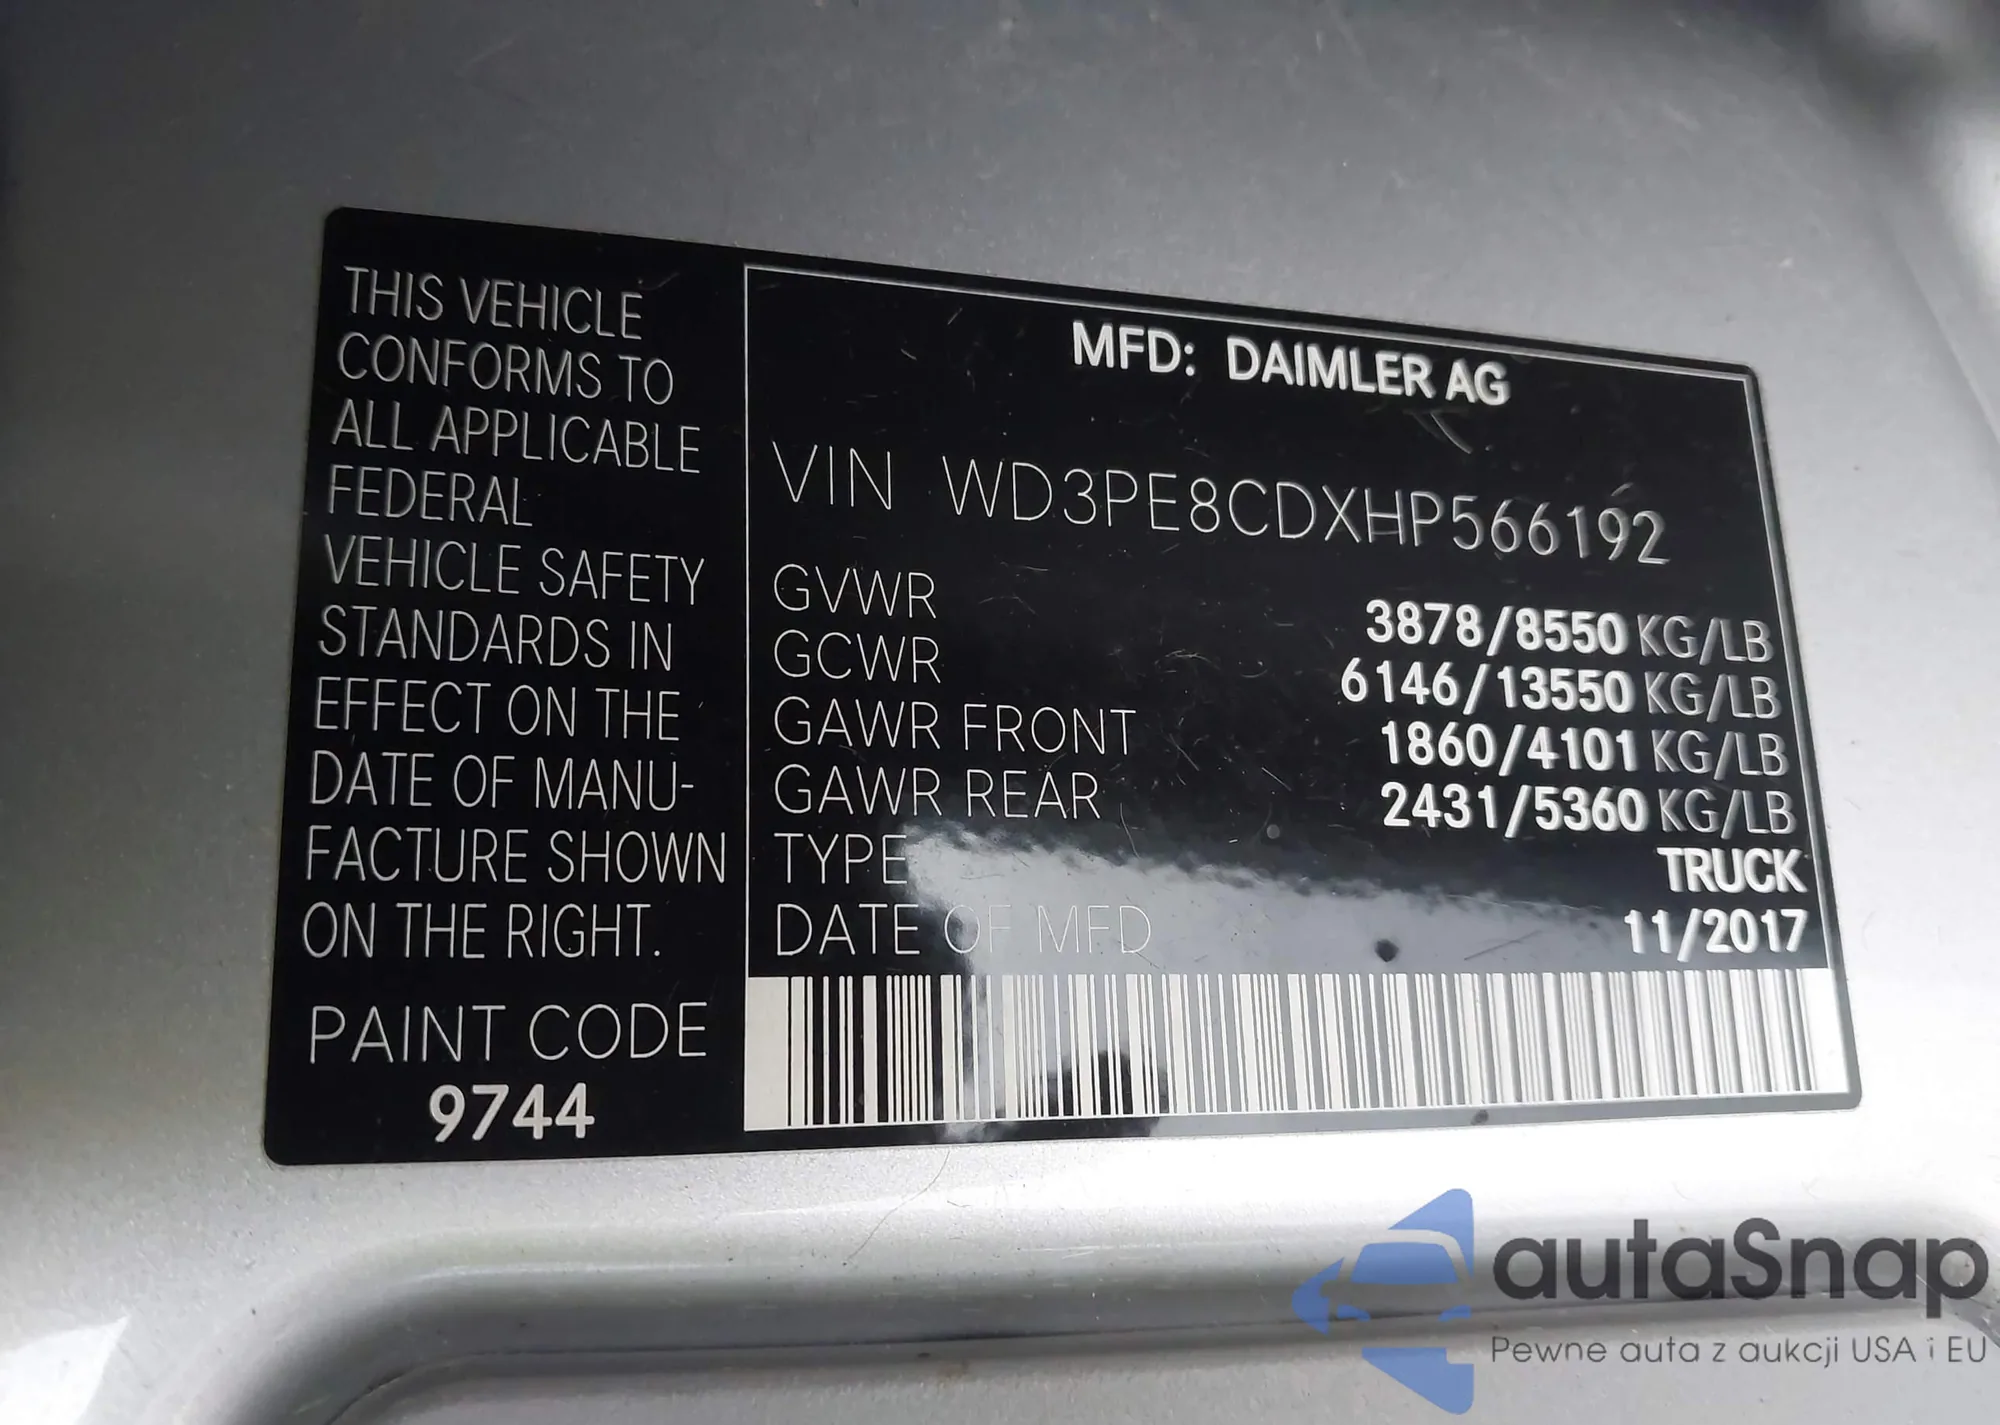 THIS VEHICLE
CONFORMS TO
ALL APPLICABLE
FEDERAL
VEHICLE SAFETY
STANDARDS IN
EFFECT ON THE
DATE OF MANU-
FACTURE SHOWN
ON THE RIGHT.
PAINT CODE
9744
MFD: DAIMLER AG
VIN WD3PE8CDXHP566192
GVWR 3878/8550 KG/LB
GCWR 6146/13550 KG/LB
GAWR FRONT 1860/4101 KG/LB
GAWR REAR 2431/5360 KG/LB
TYPE TRUCK
DATE OF MFD 11/2017
autaSnap
Pewne auta z aukcji USA i EU